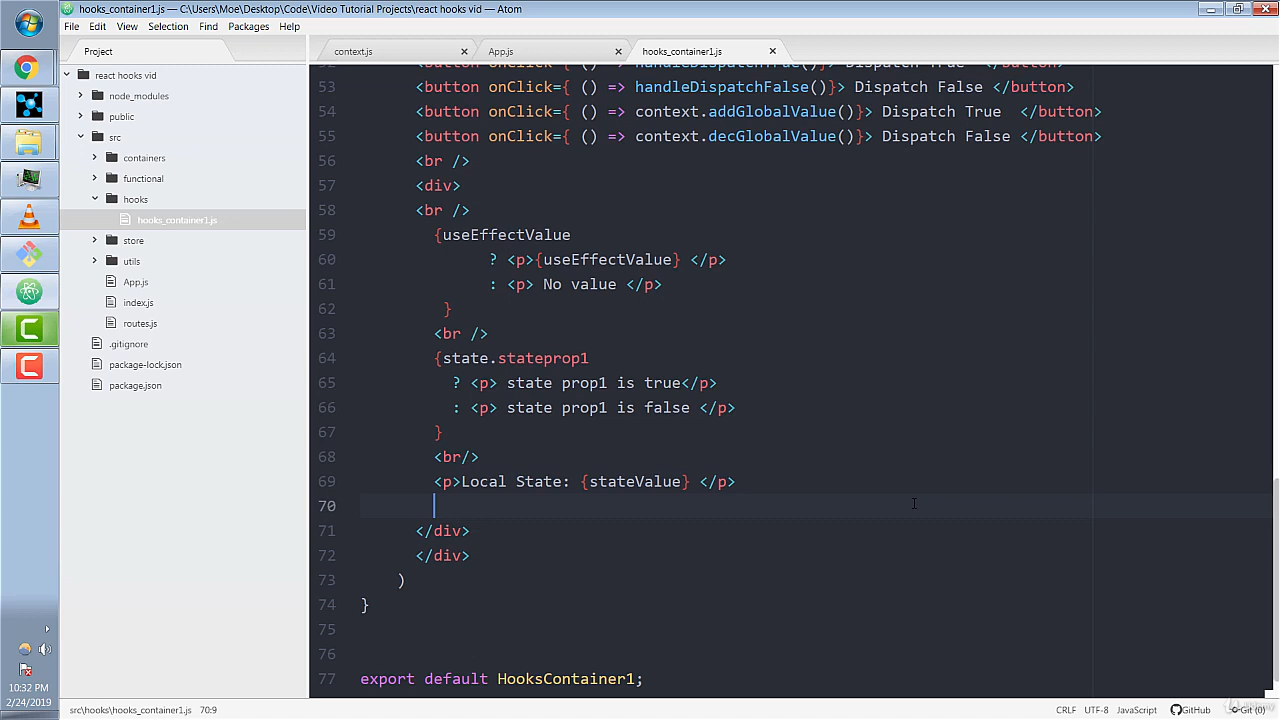 hooks_container1.js — C:\Users\Moe\Desktop\Code\Video Tutorial Projects\react hooks vid — Atom
File Edit View Selection Find Packages Help
Project
context.js
App.js
hooks_container1.js
react hooks vid
node_modules
public
src
containers
functional
hooks
hooks_container1.js
store
utils
App.js
index.js
routes.js
.gitignore
package-lock.json
package.json
52 <button onClick={ () => handleDispatchTrue()}> Dispatch True </button>
53 <button onClick={ () => handleDispatchFalse()}> Dispatch False </button>
54 <button onClick={ () => context.addGlobalValue()}> Dispatch True </button>
55 <button onClick={ () => context.decGlobalValue()}> Dispatch False </button>
56 <br />
57 <div>
58 <br />
59 {useEffectValue
60 ? <p>{useEffectValue} </p>
61 : <p> No value </p>
62 }
63 <br />
64 {state.stateprop1
65 ? <p> state prop1 is true</p>
66 : <p> state prop1 is false </p>
67 }
68 <br/>
69 <p>Local State: {stateValue} </p>
70
71 </div>
72 </div>
73 )
74 }
75
76
77 export default HooksContainer1;
10:32 PM
2/24/2019
src\hooks\hooks_container1.js 70:9
CRLF UTF-8 JavaScript GitHub Git (0)